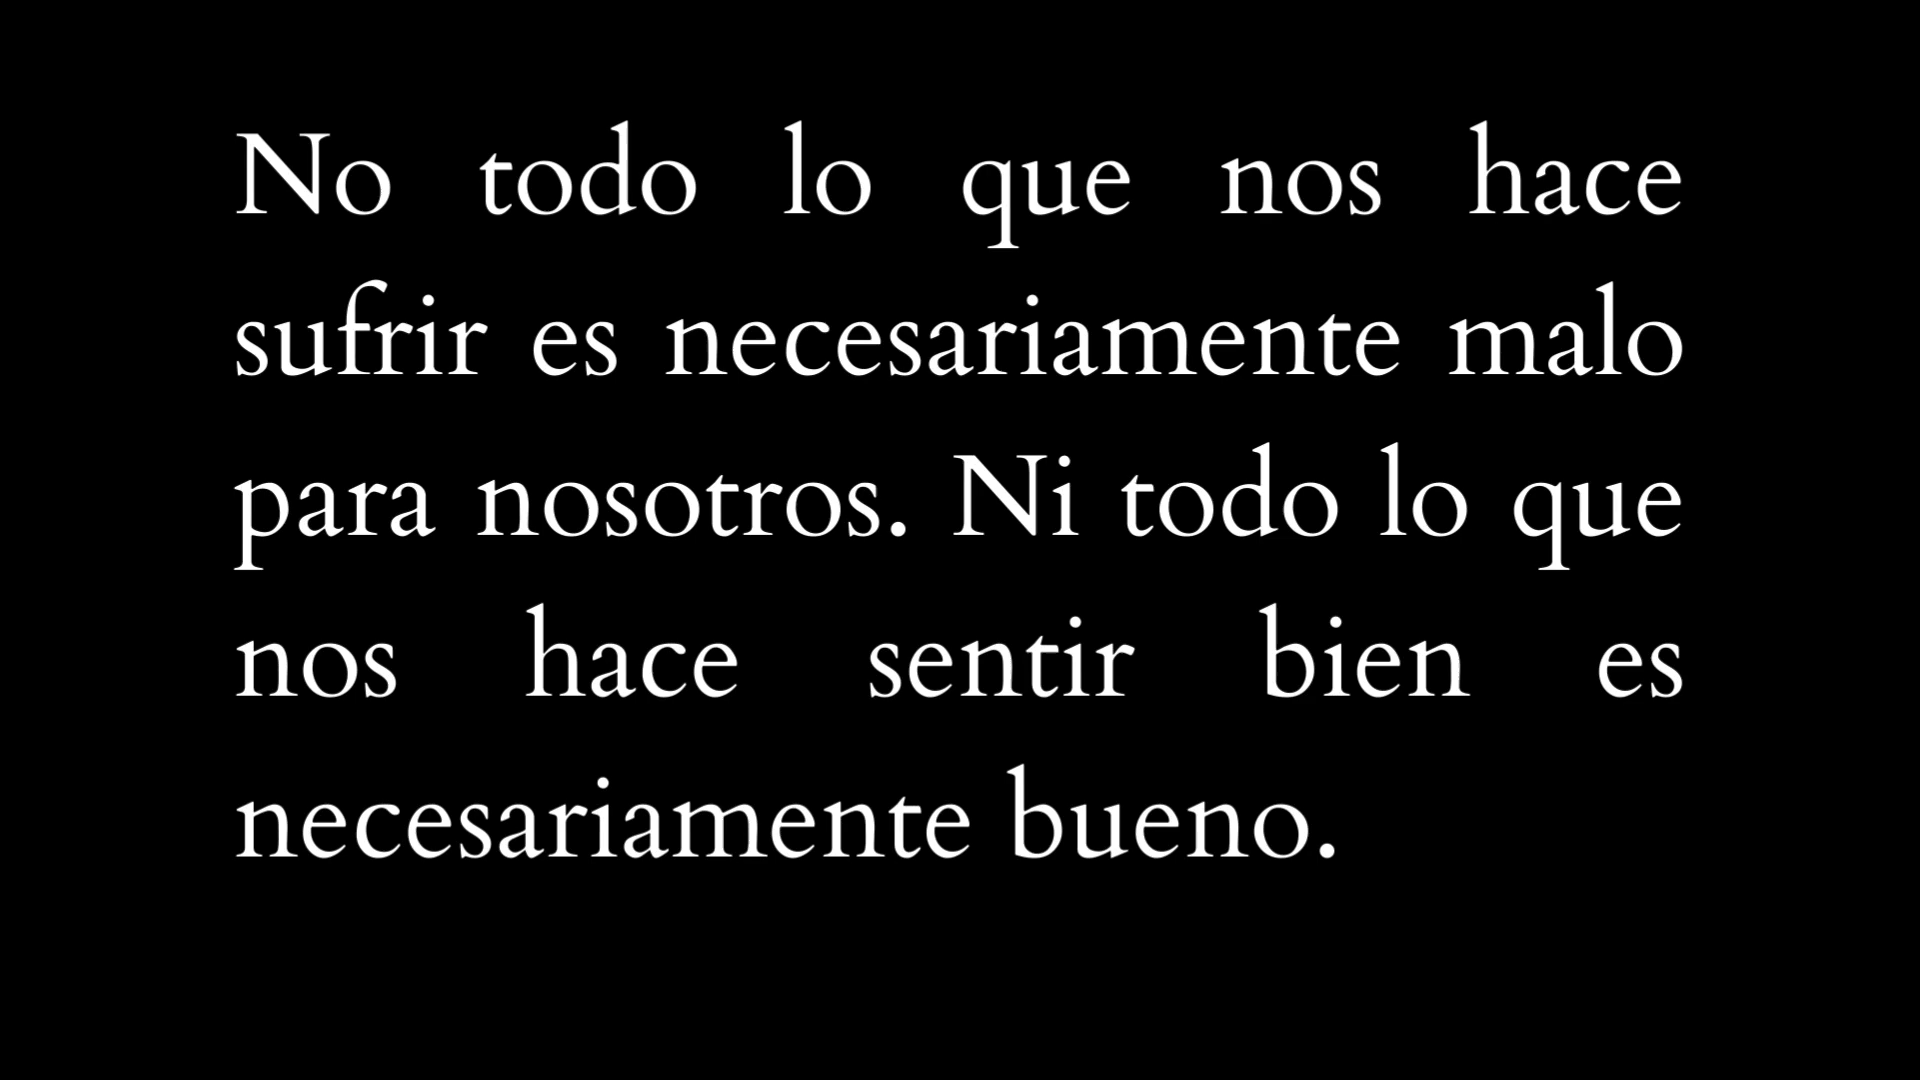 No todo lo que nos hace
sufrir es necesariamente malo
para nosotros. Ni todo lo que
nos hace sentir bien es
necesariamente bueno.